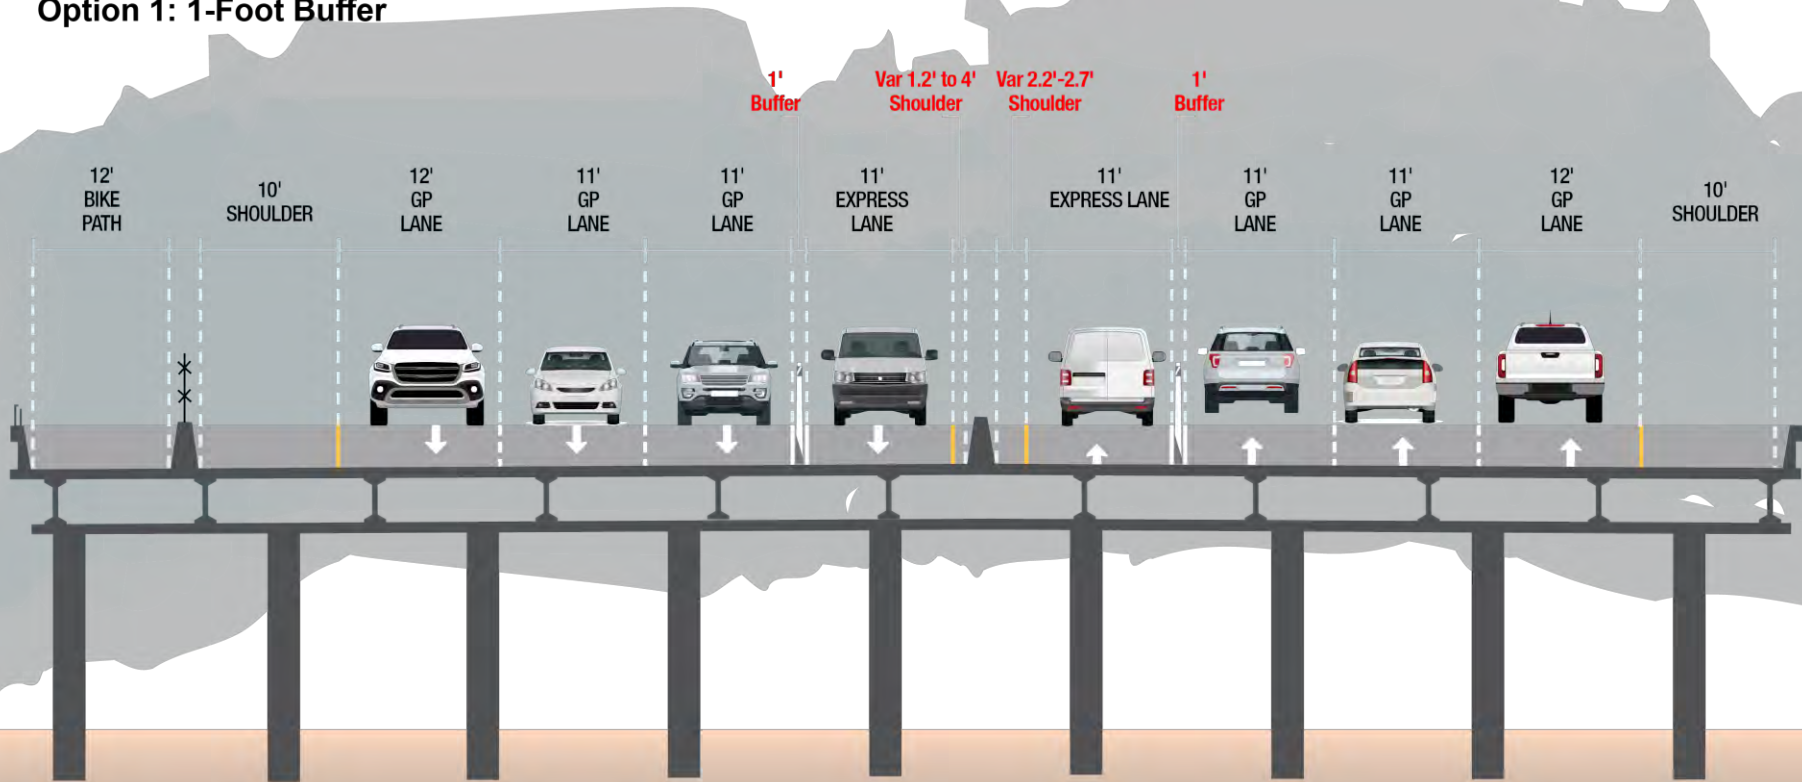 Option 1: 1-Foot Buffer
1'
Buffer
Var 1.2' to 4'
Shoulder
Var 2.2'-2.7'
Shoulder
1'
Buffer
12'
BIKE
PATH
10'
SHOULDER
12'
GP
LANE
11'
GP
LANE
11'
GP
LANE
11'
EXPRESS
LANE
11'
EXPRESS LANE
11'
GP
LANE
11'
GP
LANE
12'
GP
LANE
10'
SHOULDER